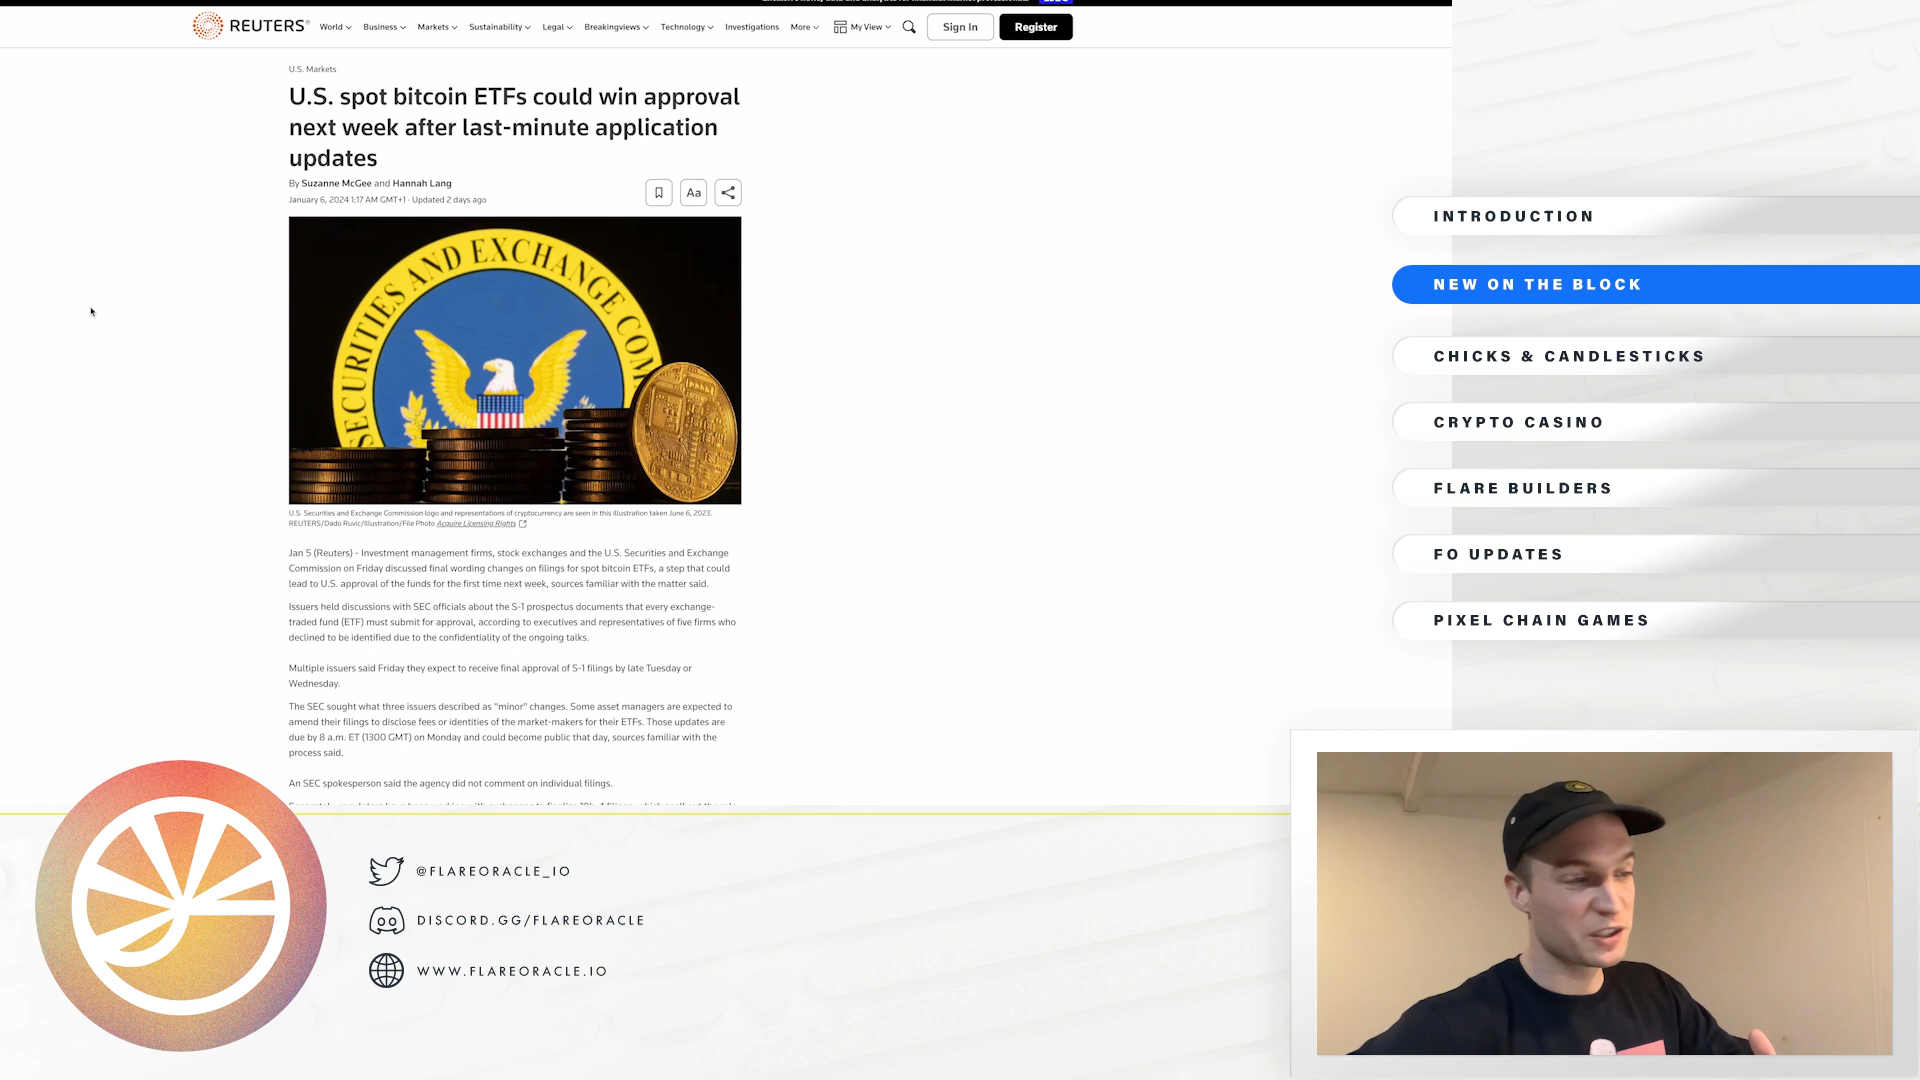 REUTERS®
World
Business
Markets
Sustainability
Legal
Breakingviews
Technology
Investigations
More
My View
Sign In
Register
U.S. Markets
U.S. spot bitcoin ETFs could win approval
next week after last-minute application
updates
By Suzanne McGee and Hannah Lang
January 6, 2024 1:17 AM GMT+1 · Updated 2 days ago
Aa
SECURITIES AND EXCHANGE COM
U.S. Securities and Exchange Commission logo and representations of cryptocurrency are seen in this illustration taken June 6, 2023.
REUTERS/Dado Ruvic/Illustration/File Photo Acquire Licensing Rights
Jan 5 (Reuters) - Investment management firms, stock exchanges and the U.S. Securities and Exchange
Commission on Friday discussed final wording changes on filings for spot bitcoin ETFs, a step that could
lead to U.S. approval of the funds for the first time next week, sources familiar with the matter said.
Issuers held discussions with SEC officials about the S-1 prospectus documents that every exchange-
traded fund (ETF) must submit for approval, according to executives and representatives of five firms who
declined to be identified due to the confidentiality of the ongoing talks.
Multiple issuers said Friday they expect to receive final approval of S-1 filings by late Tuesday or
Wednesday.
The SEC sought what three issuers described as "minor" changes. Some asset managers are expected to
amend their filings to disclose fees or identities of the market-makers for their ETFs. Those updates are
due by 8 a.m. ET (1300 GMT) on Monday and could become public that day, sources familiar with the
process said.
An SEC spokesperson said the agency did not comment on individual filings.
INTRODUCTION
NEW ON THE BLOCK
CHICKS & CANDLESTICKS
CRYPTO CASINO
FLARE BUILDERS
FO UPDATES
PIXEL CHAIN GAMES
@FLAREORACLE_IO
DISCORD.GG/FLAREORACLE
WWW.FLAREORACLE.IO